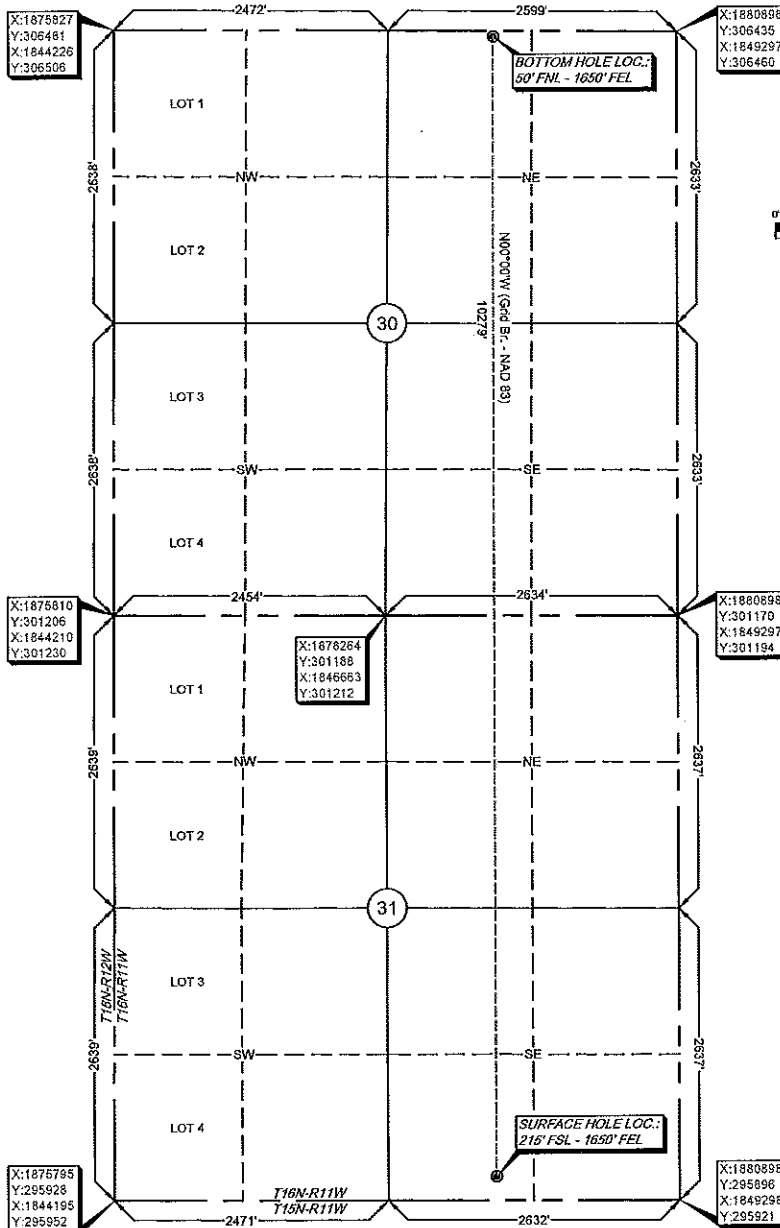 2472'
2599'
X:1875827
Y:306481
X:1844226
Y:306506
X:1880898
Y:306435
X:1849297
Y:306460
BOTTOM HOLE LOC.:
50' FNL - 1650' FEL
LOT 1
2638'
NW
NE
2633'
0'
LOT 2
N00°00'W (Grid Br. - NAD 83)
10279'
30
LOT 3
2638'
SW
SE
2633'
LOT 4
X:1875810
Y:301206
X:1844210
Y:301230
2454'
2634'
X:1880898
Y:301170
X:1849297
Y:301194
X:1878264
Y:301188
X:1846663
Y:301212
LOT 1
2639'
NW
NE
2637'
LOT 2
31
T16N-R12W
T16N-R11W
LOT 3
2639'
SW
SE
2637'
LOT 4
SURFACE HOLE LOC.:
215' FSL - 1650' FEL
X:1875795
Y:295928
X:1844195
Y:295952
T16N-R11W
T15N-R11W
X:1880898
Y:295896
X:1849298
Y:295921
2471'
2632'